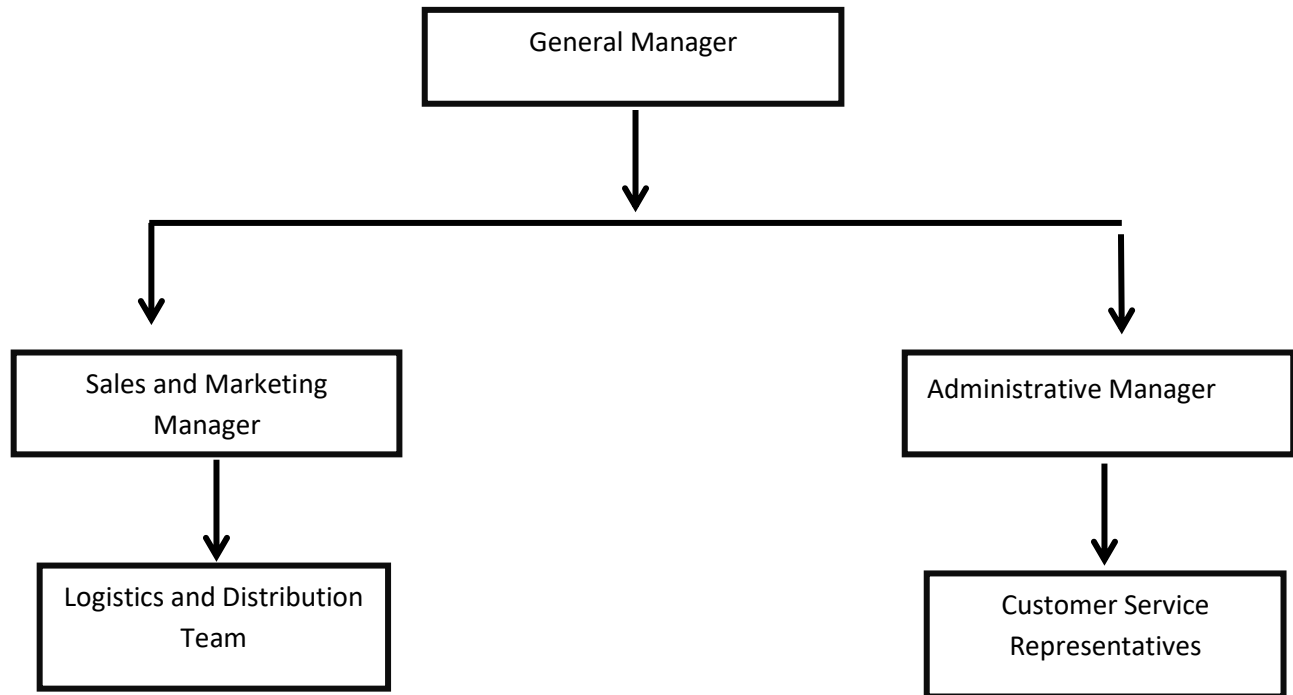 General Manager
Sales and Marketing
Manager
Administrative Manager
Logistics and Distribution
Team
Customer Service
Representatives